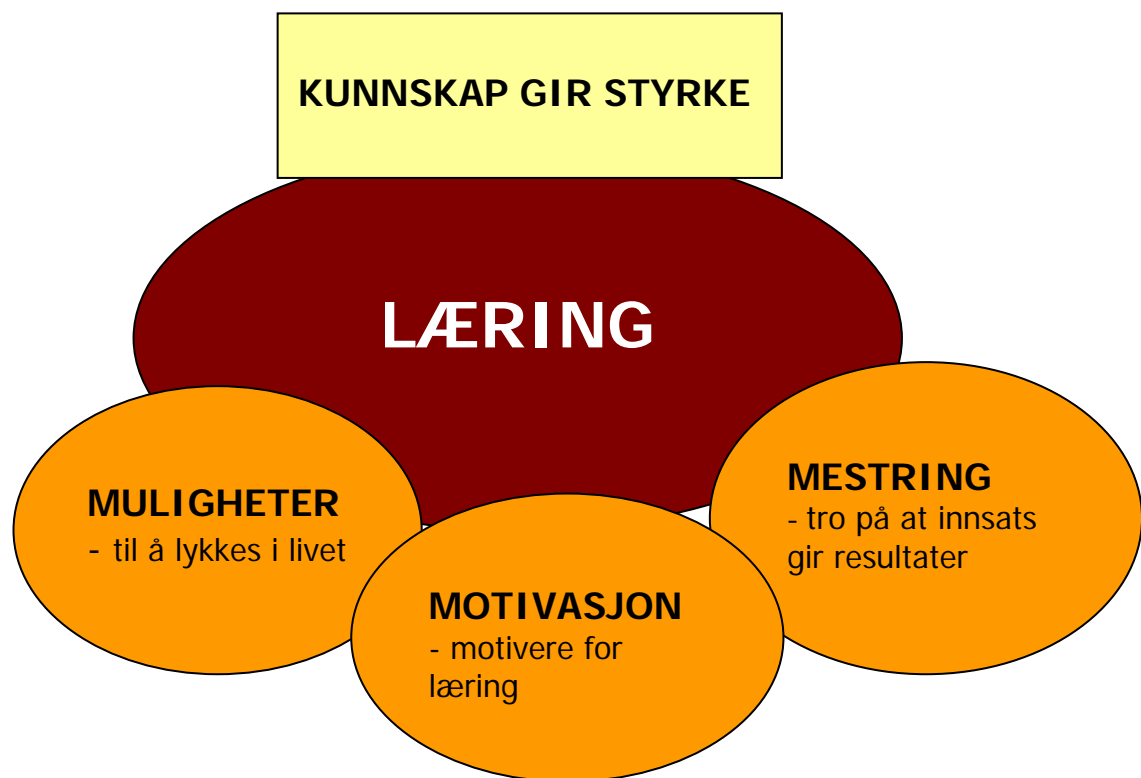 KUNNSKAP GIR STYRKE
LÆRING
MULIGHETER
- til å lykkes i livet
MOTIVASJON
- motivere for
læring
MESTRING
- tro på at innsats
gir resultater